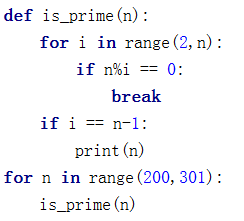 def is_prime(n):
    for i in range(2,n):
        if n%i == 0:
            break
    if i == n-1:
        print(n)
for n in range(200,301):
    is_prime(n)